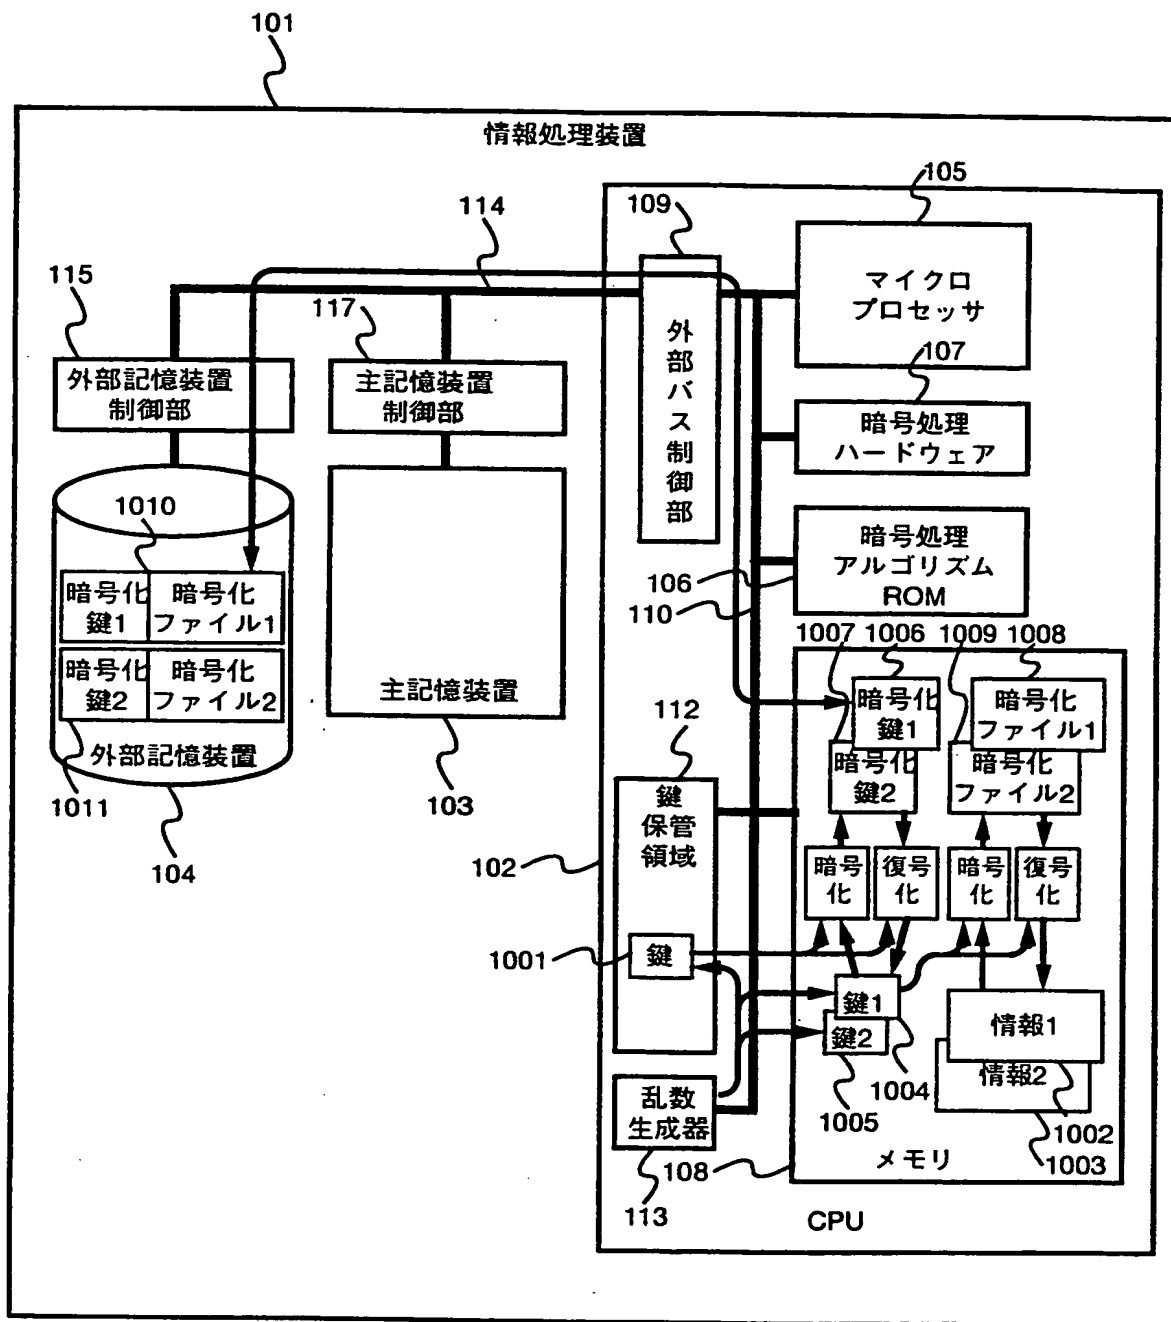 101
情報処理装置
105
114
109
マイクロ
プロセッサ
115
117
外部バス制御部
107
外部記憶装置
制御部
主記憶装置
制御部
暗号処理
ハードウェア
1010
暗号処理
アルゴリズム
ROM
106
110
暗号化
鍵1
暗号化
ファイル1
暗号化
鍵2
暗号化
ファイル2
外部記憶装置
1011
104
主記憶装置
103
1007
1006
1009
1008
暗号化
鍵1
暗号化
ファイル1
暗号化
鍵2
暗号化
ファイル2
112
鍵
保管
領域
102
暗号
化
復号
化
暗号
化
復号
化
1001
鍵
鍵1
鍵2
1004
1005
情報1
情報2
1002
1003
乱数
生成器
113
108
メモリ
CPU